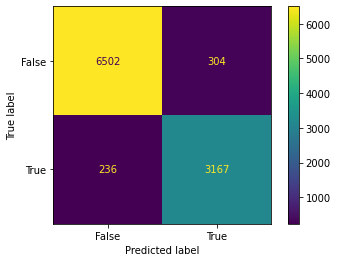 False
True
True label
6502
304
236
3167
False
True
Predicted label
6000
5000
4000
3000
2000
1000